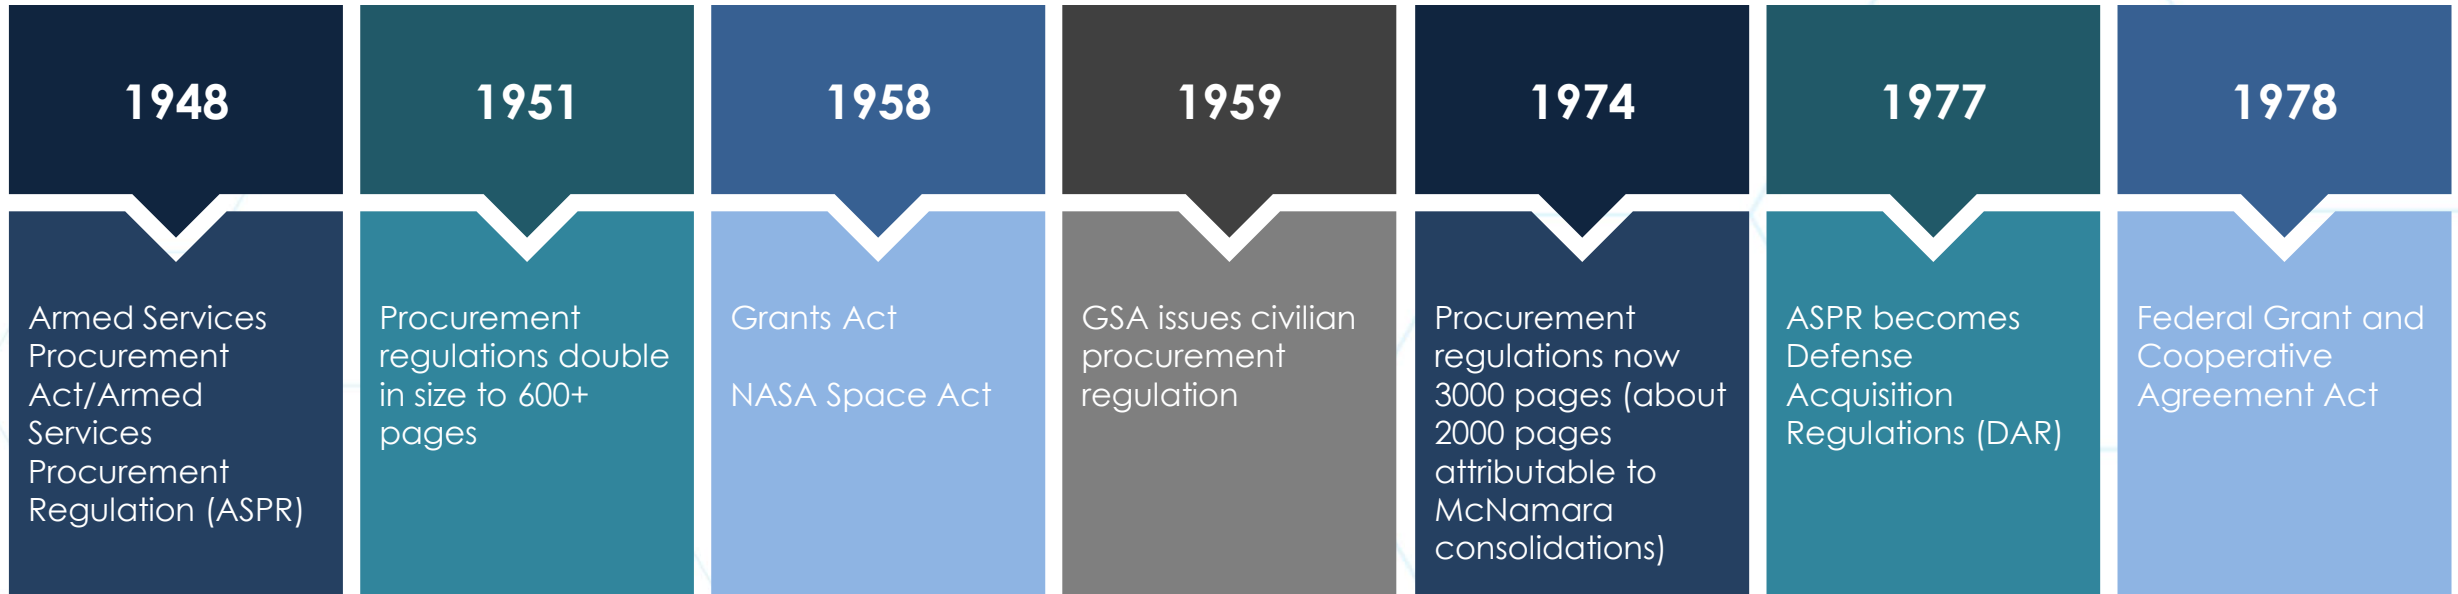 1948
Armed Services
Procurement
Act/Armed
Services
Procurement
Regulation (ASPR)
1951
Procurement
regulations double
in size to 600+
pages
1958
Grants Act
NASA Space Act
1959
GSA issues civilian
procurement
regulation
1974
Procurement
regulations now
3000 pages (about
2000 pages
attributable to
McNamara
consolidations)
1977
ASPR becomes
Defense
Acquisition
Regulations (DAR)
1978
Federal Grant and
Cooperative
Agreement Act